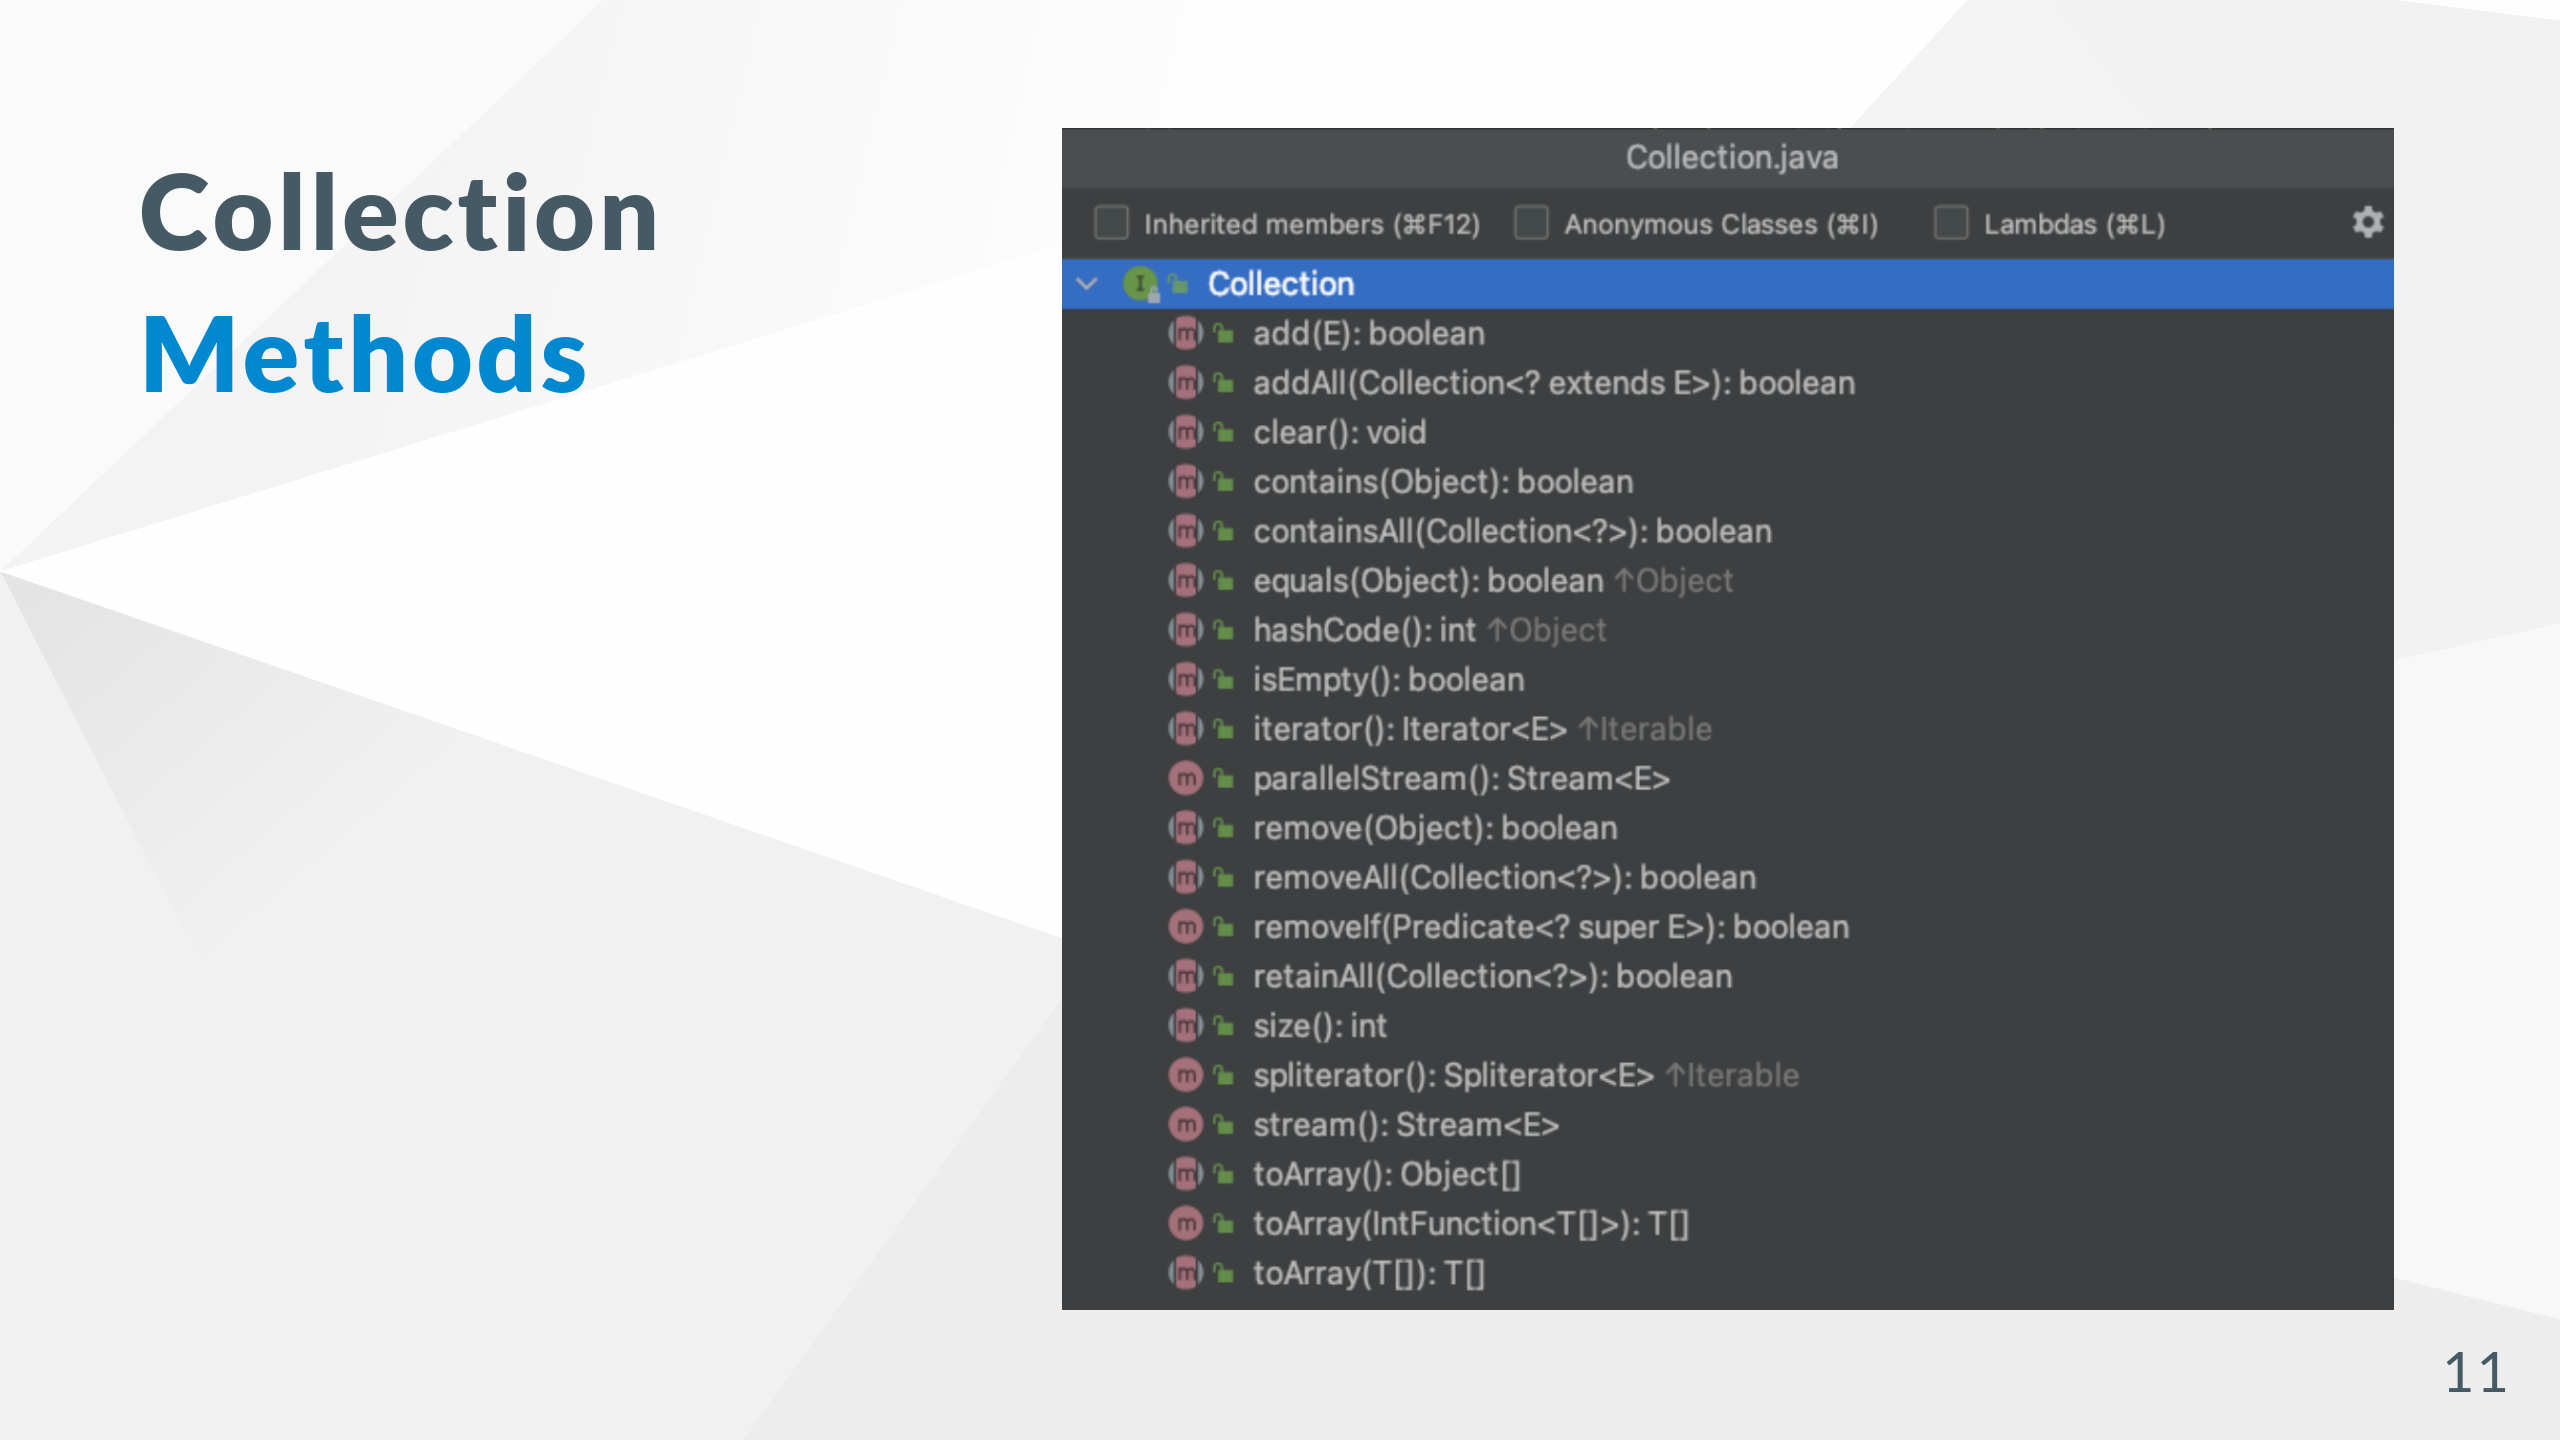 Collection
Methods
Collection.java
Inherited members (⌘F12) Anonymous Classes (⌘I) Lambdas (⌘L)
Collection
add(E): boolean
addAll(Collection<? extends E>): boolean
clear(): void
contains(Object): boolean
containsAll(Collection<?>): boolean
equals(Object): boolean ↑Object
hashCode(): int ↑Object
isEmpty(): boolean
iterator(): Iterator<E> ↑Iterable
parallelStream(): Stream<E>
remove(Object): boolean
removeAll(Collection<?>): boolean
removeIf(Predicate<? super E>): boolean
retainAll(Collection<?>): boolean
size(): int
spliterator(): Spliterator<E> ↑Iterable
stream(): Stream<E>
toArray(): Object[]
toArray(IntFunction<T[]>): T[]
toArray(T[]): T[]
11